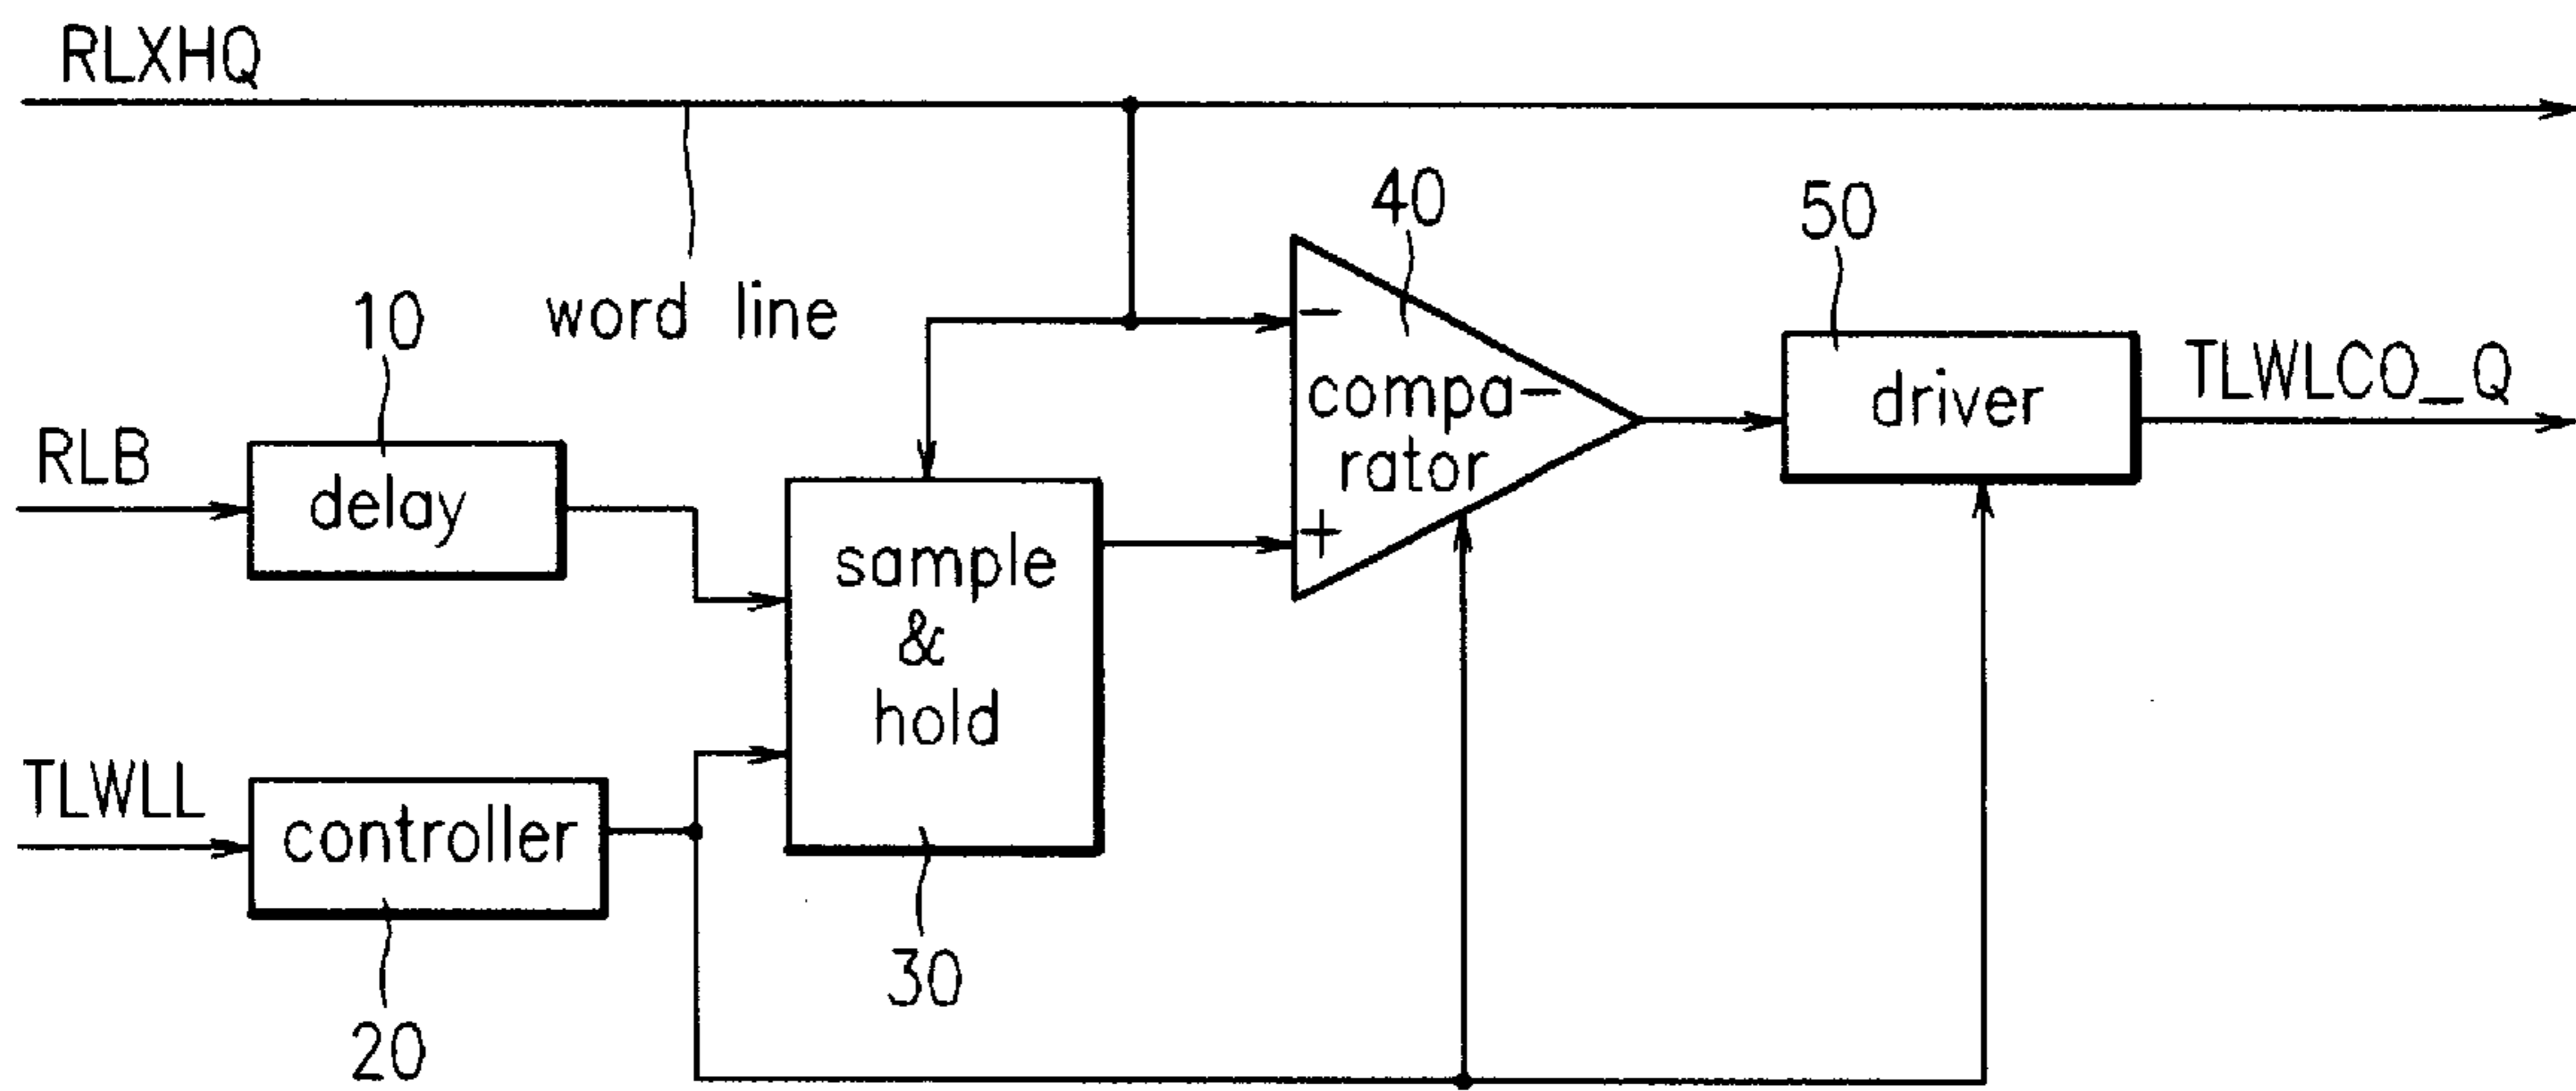 RLXHQ
word line
40
50
10
compa-
rator
driver
TLWLCO_Q
RLB
delay
sample
&
hold
-
+
TLWLL
controller
30
20